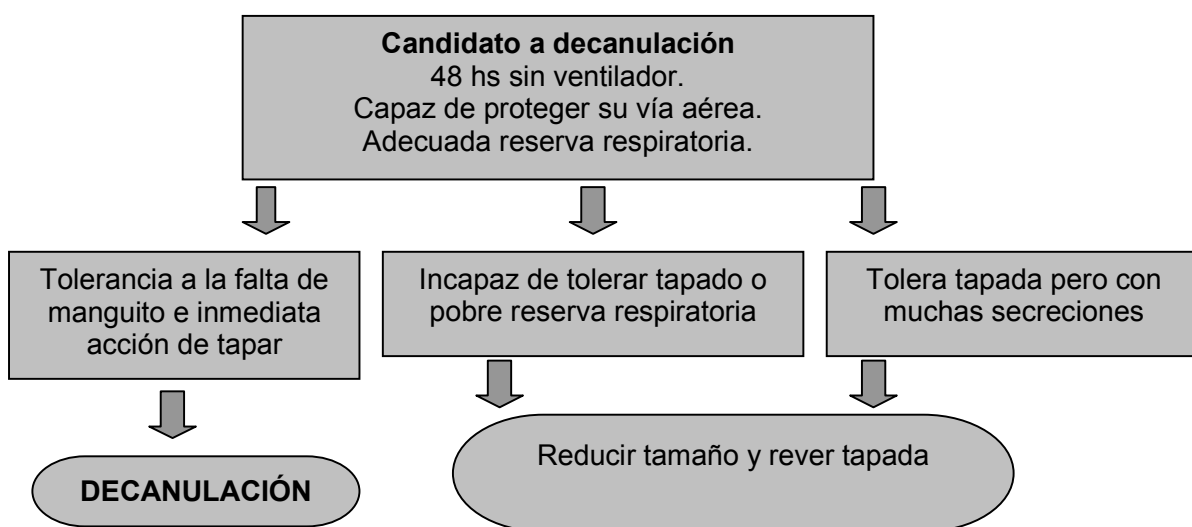 Candidato a decanulación
48 hs sin ventilador.
Capaz de proteger su vía aérea.
Adecuada reserva respiratoria.
Tolerancia a la falta de
manguito e inmediata
acción de tapar
Incapaz de tolerar tapado o
pobre reserva respiratoria
Tolera tapada pero con
muchas secreciones
DECANULACIÓN
Reducir tamaño y rever tapada